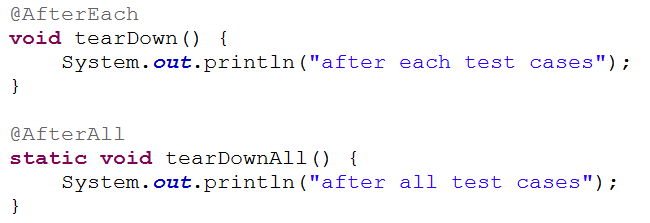 @AfterEach
void tearDown() {
    System.out.println("after each test cases");
}

@AfterAll
static void tearDownAll() {
    System.out.println("after all test cases");
}